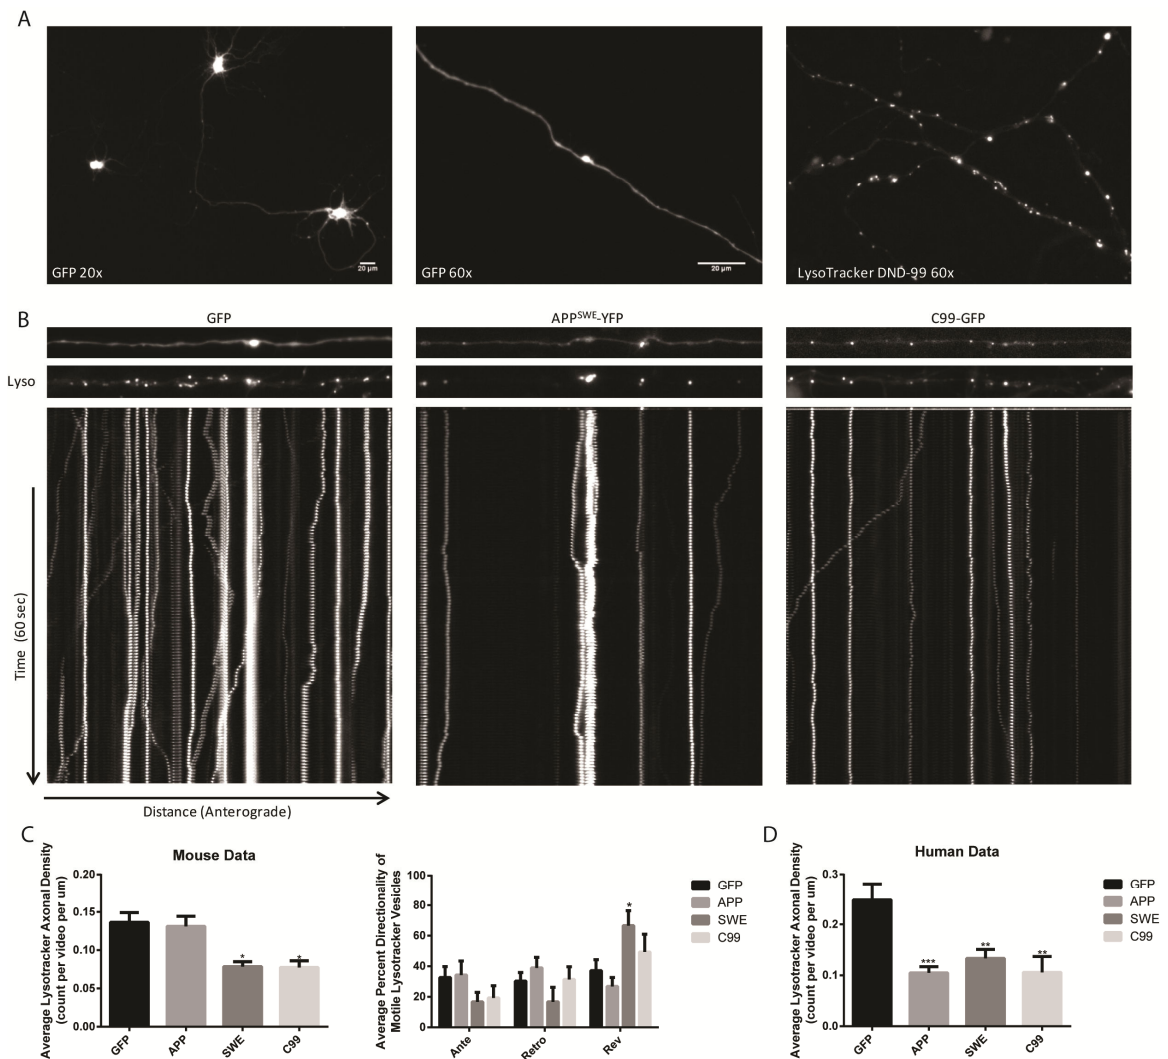 A
GFP 20x
20 µm
GFP 60x
20 µm
LysoTracker DND-99 60x
B
GFP
APPSWE-YFP
C99-GFP
Lyso
Time (60 sec)
Distance (Anterograde)
C
Mouse Data
Average Lysotracker Axonal Density
(count per video per um)
0.20
0.15
0.10
0.05
0.00
*
*
GFP
APP
SWE
C99
Average Percent Directionality of
Motile Lysotracker Vesicles
100
80
60
40
20
0
*
Ante
Retro
Rev
GFP
APP
SWE
C99
D
Human Data
Average Lysotracker Axonal Density
(count per video per um)
0.3
0.2
0.1
0.0
***
**
**
GFP
APP
SWE
C99
GFP
APP
SWE
C99